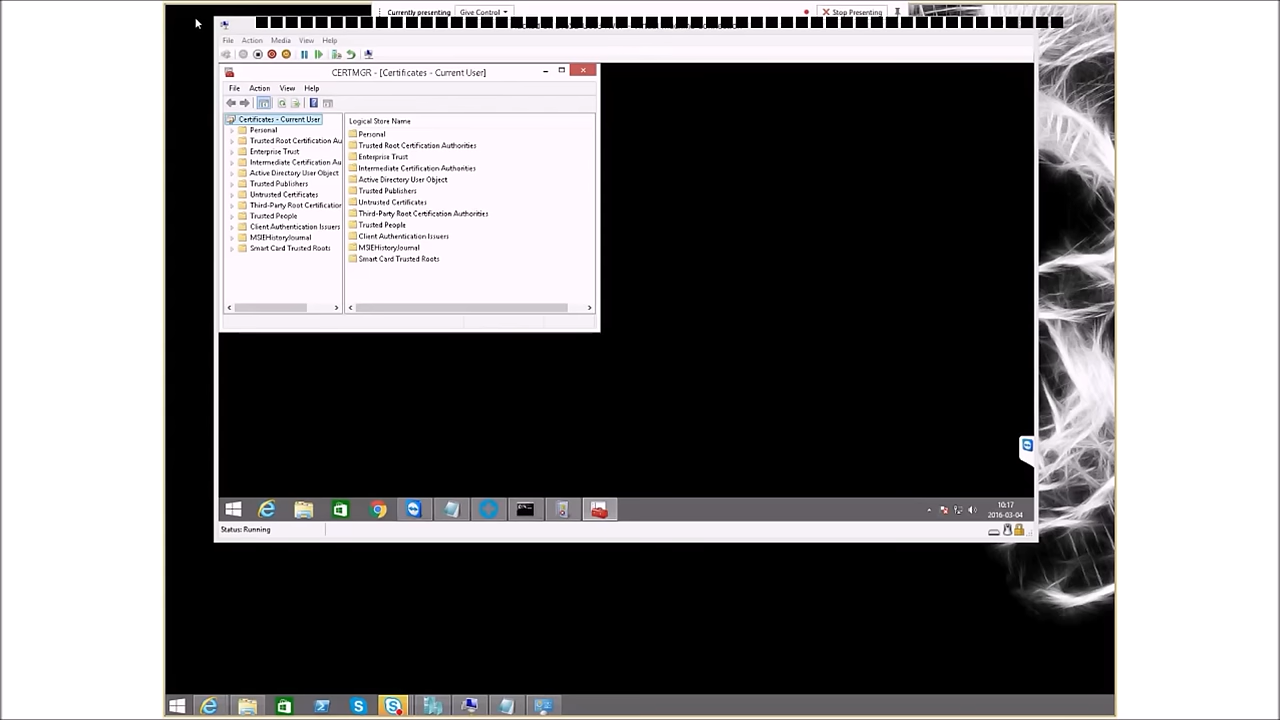 Currently presenting
Give Control
Stop Presenting
File Action Media View Help
CERTMGR - [Certificates - Current User]
File Action View Help
Certificates - Current User
Personal
Trusted Root Certification Au
Enterprise Trust
Intermediate Certification Au
Active Directory User Object
Trusted Publishers
Untrusted Certificates
Third-Party Root Certification
Trusted People
Client Authentication Issuers
MSIEHistoryJournal
Smart Card Trusted Roots
Logical Store Name
Personal
Trusted Root Certification Authorities
Enterprise Trust
Intermediate Certification Authorities
Active Directory User Object
Trusted Publishers
Untrusted Certificates
Third-Party Root Certification Authorities
Trusted People
Client Authentication Issuers
MSIEHistoryJournal
Smart Card Trusted Roots
10:17
2016-03-04
Status: Running